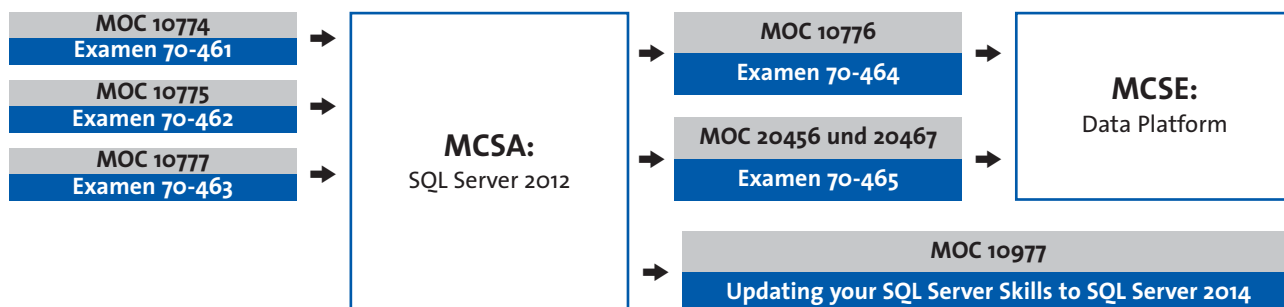 MOC 10774
Examen 70-461
MOC 10775
Examen 70-462
MOC 10777
Examen 70-463
MCSA:
SQL Server 2012
MOC 10776
Examen 70-464
MOC 20456 und 20467
Examen 70-465
MCSE:
Data Platform
MOC 10977
Updating your SQL Server Skills to SQL Server 2014